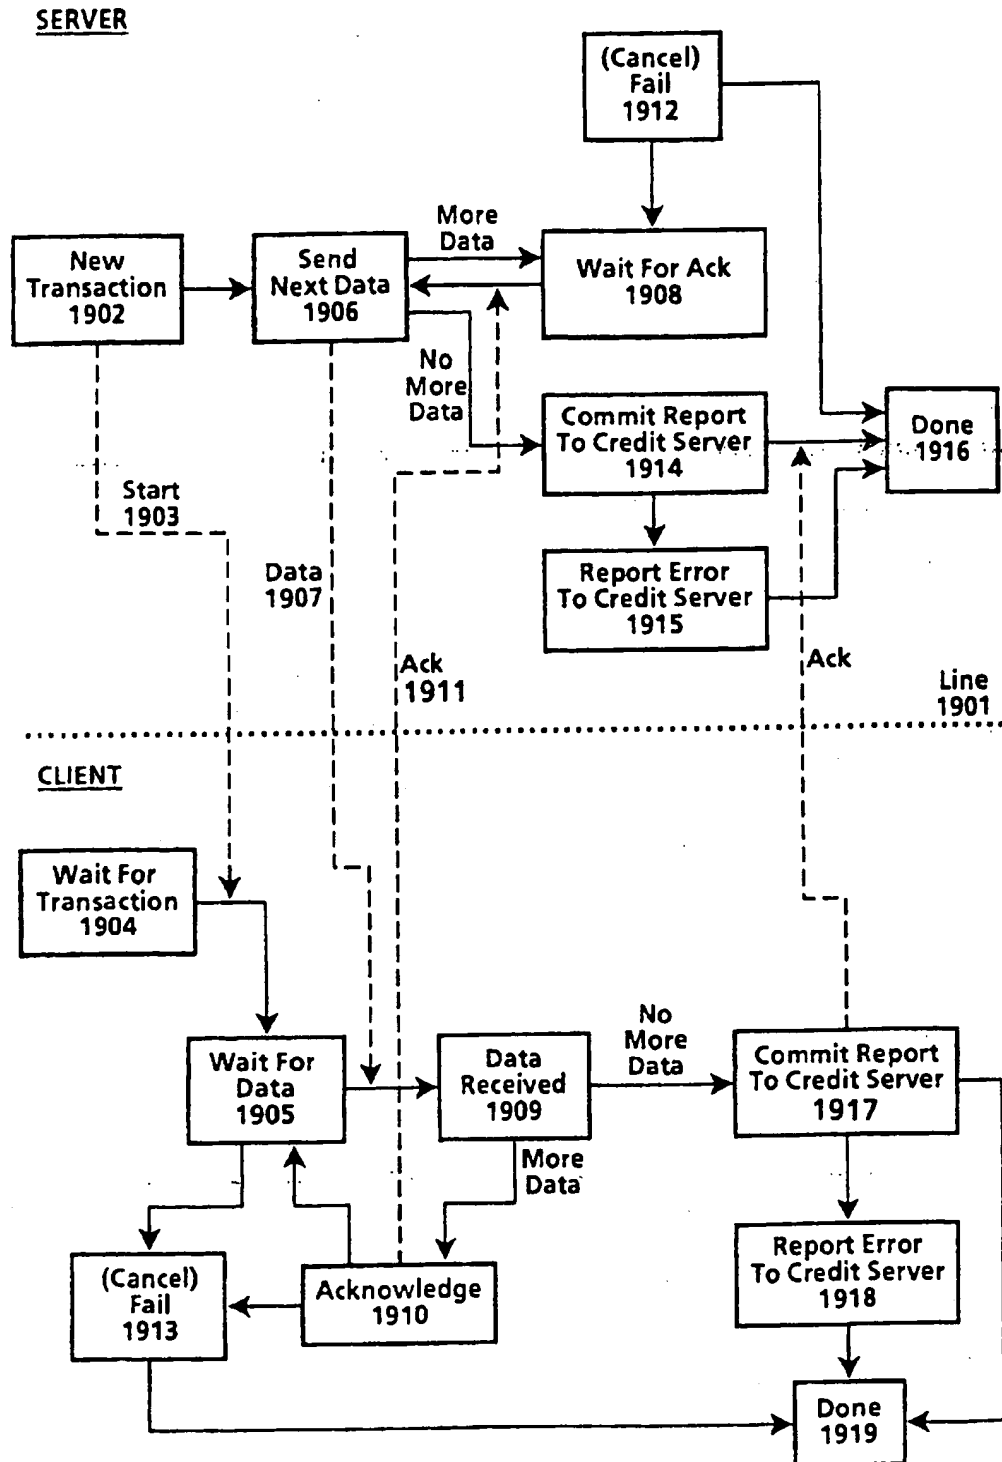 SERVER
(Cancel)
Fail
1912
New
Transaction
1902
Send
Next Data
1906
More
Data
Wait For Ack
1908
No
More
Data
Commit Report
To Credit Server
1914
Done
1916
Start
1903
Data
1907
Report Error
To Credit Server
1915
Ack
1911
Ack
Line
1901
CLIENT
Wait For
Transaction
1904
Wait For
Data
1905
Data
Received
1909
No
More
Data
Commit Report
To Credit Server
1917
More
Data
(Cancel)
Fail
1913
Acknowledge
1910
Report Error
To Credit Server
1918
Done
1919